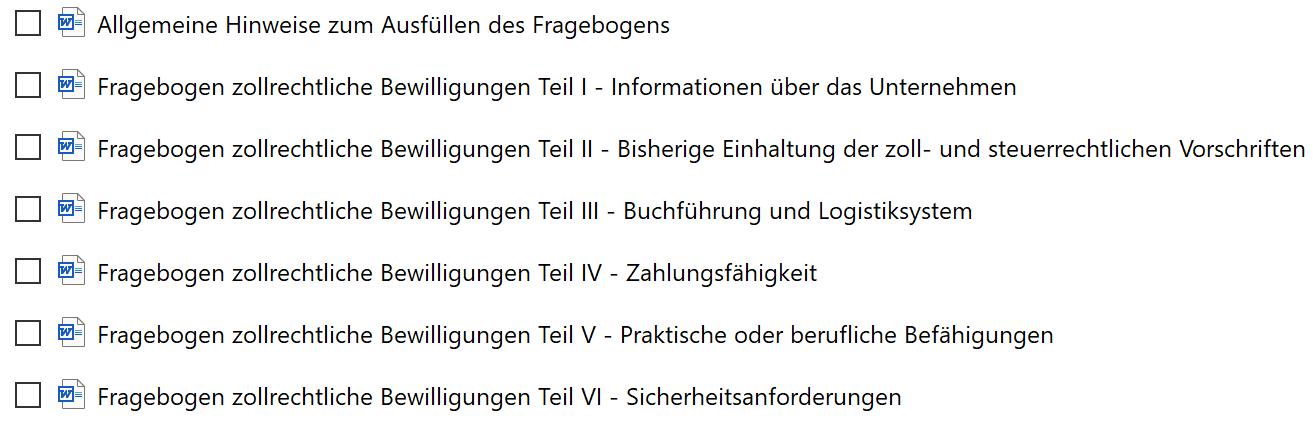 Allgemeine Hinweise zum Ausfüllen des Fragebogens
Fragebogen zollrechtliche Bewilligungen Teil I - Informationen über das Unternehmen
Fragebogen zollrechtliche Bewilligungen Teil II - Bisherige Einhaltung der zoll- und steuerrechtlichen Vorschriften
Fragebogen zollrechtliche Bewilligungen Teil III - Buchführung und Logistiksystem
Fragebogen zollrechtliche Bewilligungen Teil IV - Zahlungsfähigkeit
Fragebogen zollrechtliche Bewilligungen Teil V - Praktische oder berufliche Befähigungen
Fragebogen zollrechtliche Bewilligungen Teil VI - Sicherheitsanforderungen